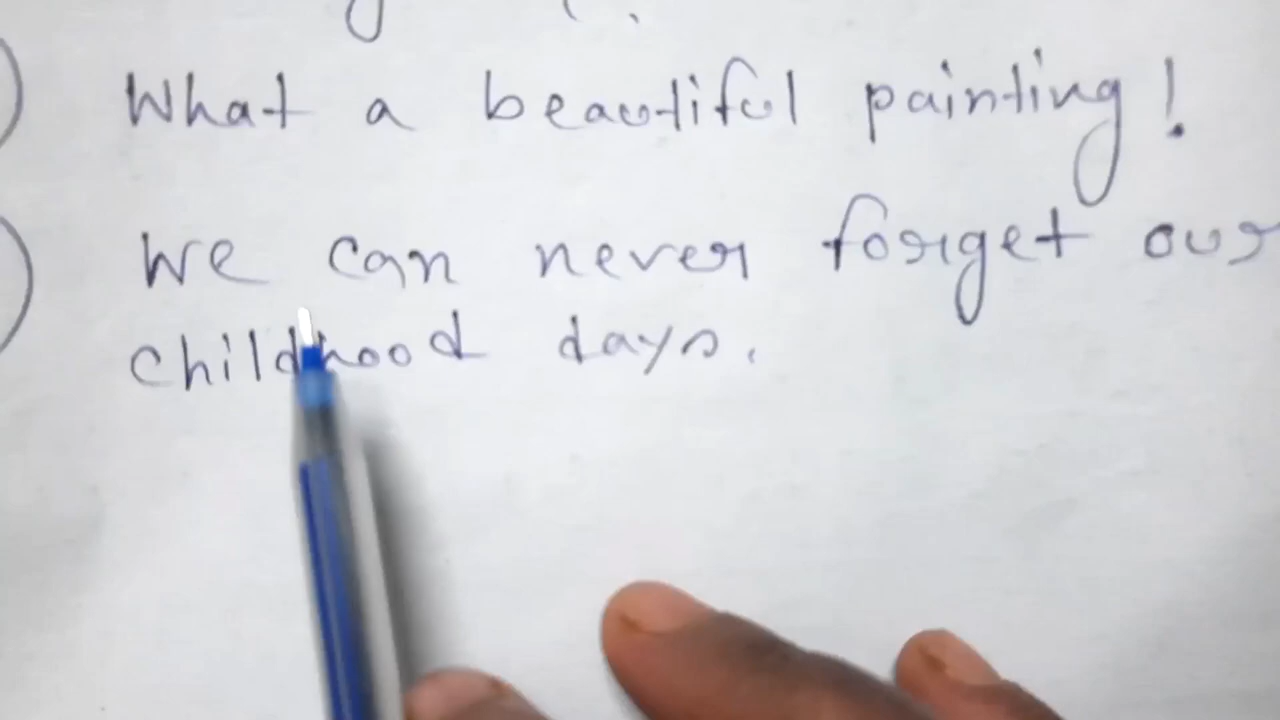 What a beautiful painting!
We can never forget our
childhood days.